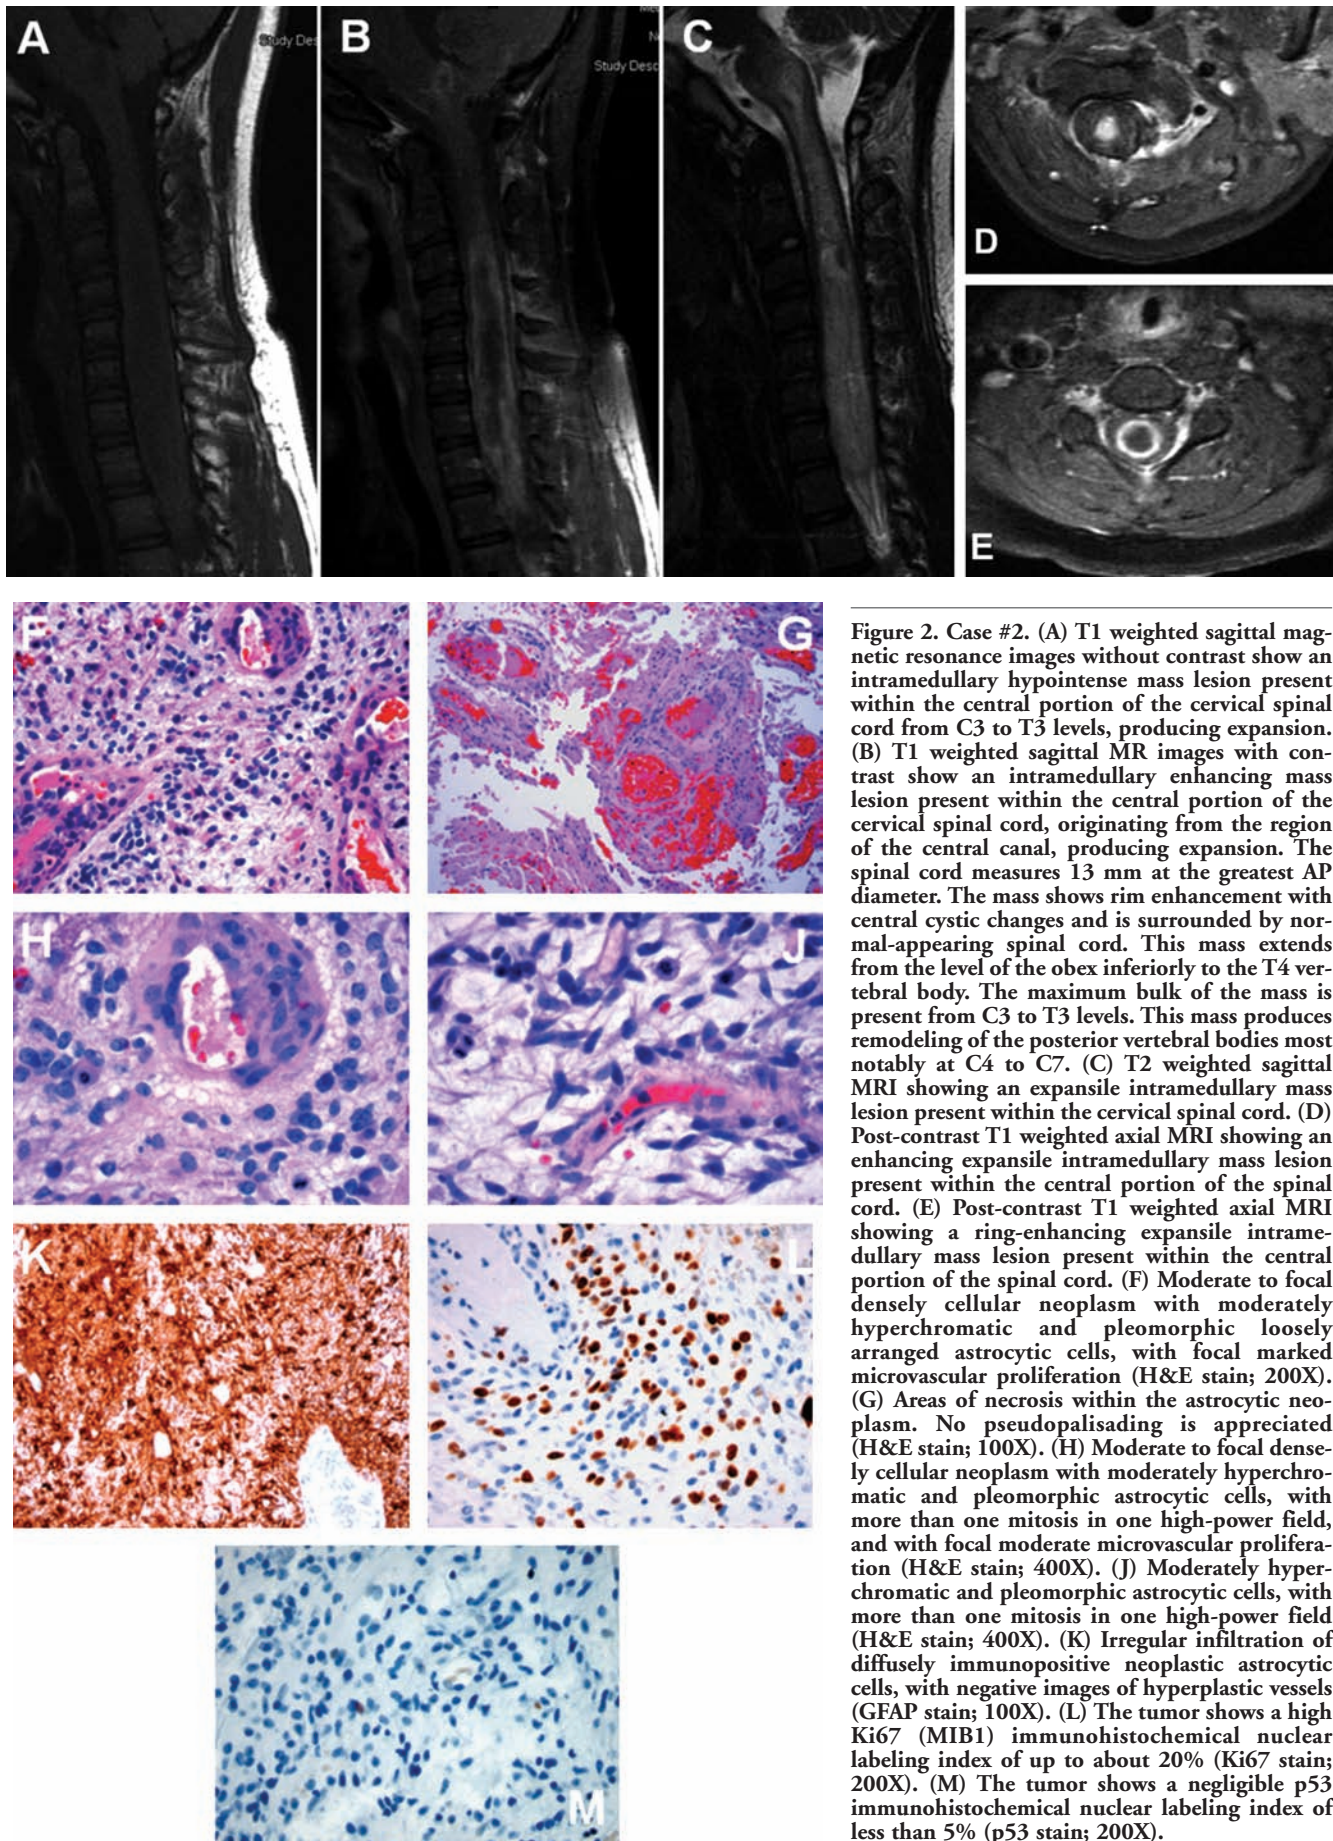 A
Study Des
B
Study Desc
C
D
E
F
G
H
J
K
L
M
Figure 2. Case #2. (A) T1 weighted sagittal mag-
netic resonance images without contrast show an
intramedullary hypointense mass lesion present
within the central portion of the cervical spinal
cord from C3 to T3 levels, producing expansion.
(B) T1 weighted sagittal MR images with con-
trast show an intramedullary enhancing mass
lesion present within the central portion of the
cervical spinal cord, originating from the region
of the central canal, producing expansion. The
spinal cord measures 13 mm at the greatest AP
diameter. The mass shows rim enhancement with
central cystic changes and is surrounded by nor-
mal-appearing spinal cord. This mass extends
from the level of the obex inferiorly to the T4 ver-
tebral body. The maximum bulk of the mass is
present from C3 to T3 levels. This mass produces
remodeling of the posterior vertebral bodies most
notably at C4 to C7. (C) T2 weighted sagittal
MRI showing an expansile intramedullary mass
lesion present within the cervical spinal cord. (D)
Post-contrast T1 weighted axial MRI showing an
enhancing expansile intramedullary mass lesion
present within the central portion of the spinal
cord. (E) Post-contrast T1 weighted axial MRI
showing a ring-enhancing expansile intrame-
dullary mass lesion present within the central
portion of the spinal cord. (F) Moderate to focal
densely cellular neoplasm with moderately
hyperchromatic and pleomorphic loosely
arranged astrocytic cells, with focal marked
microvascular proliferation (H&E stain; 200X).
(G) Areas of necrosis within the astrocytic neo-
plasm. No pseudopalisading is appreciated
(H&E stain; 100X). (H) Moderate to focal dense-
ly cellular neoplasm with moderately hyperchro-
matic and pleomorphic astrocytic cells, with
more than one mitosis in one high-power field,
and with focal moderate microvascular prolifera-
tion (H&E stain; 400X). (J) Moderately hyper-
chromatic and pleomorphic astrocytic cells, with
more than one mitosis in one high-power field
(H&E stain; 400X). (K) Irregular infiltration of
diffusely immunopositive neoplastic astrocytic
cells, with negative images of hyperplastic vessels
(GFAP stain; 100X). (L) The tumor shows a high
Ki67 (MIB1) immunohistochemical nuclear
labeling index of up to about 20% (Ki67 stain;
200X). (M) The tumor shows a negligible p53
immunohistochemical nuclear labeling index of
less than 5% (p53 stain; 200X).